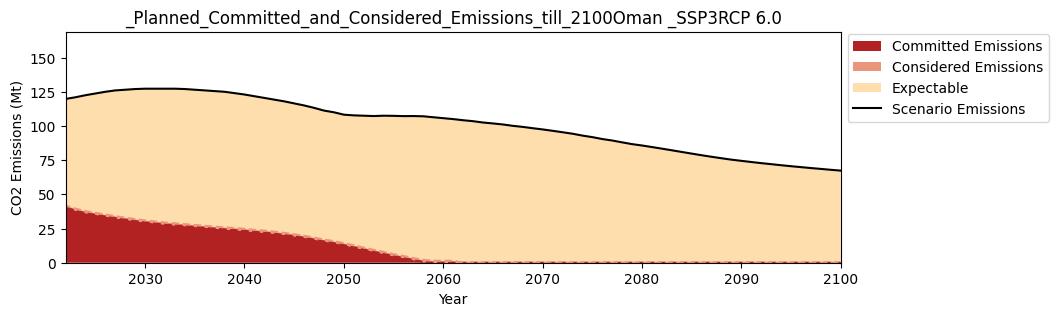 _Planned_Committed_and_Considered_Emissions_till_2100Oman _SSP3RCP 6.0
CO2 Emissions (Mt)
150
125
100
75
50
25
0
2030 2040 2050 2060 2070 2080 2090 2100
Year
Committed Emissions
Considered Emissions
Expectable
Scenario Emissions